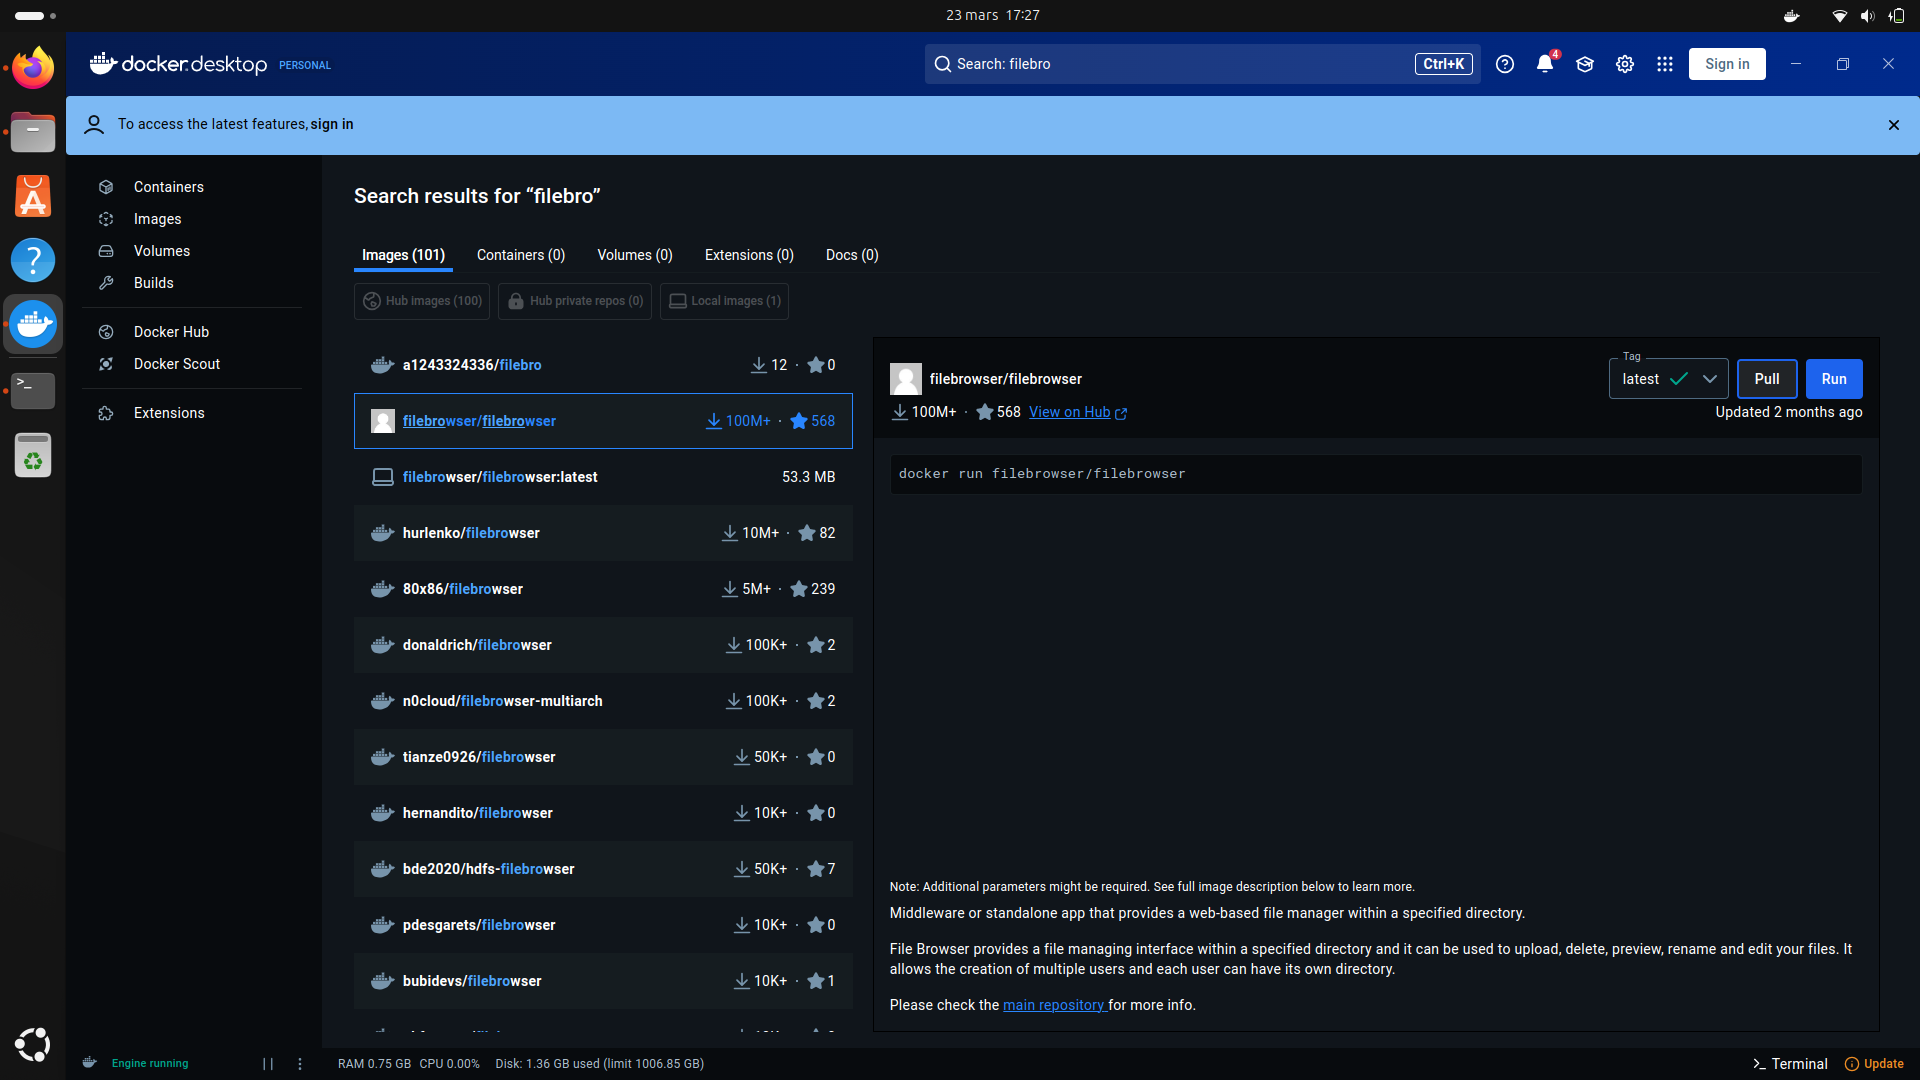 23 mars 17:27
docker.desktop PERSONAL
Search: filebro
Ctrl+K
4
Sign in
To access the latest features, sign in
Containers
Images
Volumes
Builds
Docker Hub
Docker Scout
Extensions
Search results for “filebro”
Images (101)
Containers (0)
Volumes (0)
Extensions (0)
Docs (0)
Hub images (100)
Hub private repos (0)
Local images (1)
a1243324336/filebro 12 · 0
filebrowser/filebrowser 100M+ · 568
filebrowser/filebrowser:latest 53.3 MB
hurlenko/filebrowser 10M+ · 82
80x86/filebrowser 5M+ · 239
donaldrich/filebrowser 100K+ · 2
n0cloud/filebrowser-multiarch 100K+ · 2
tianze0926/filebrowser 50K+ · 0
hernandito/filebrowser 10K+ · 0
bde2020/hdfs-filebrowser 50K+ · 7
pdesgarets/filebrowser 10K+ · 0
bubidevs/filebrowser 10K+ · 1
filebrowser/filebrowser
Tag
latest
Pull
Run
100M+ · 568 View on Hub
Updated 2 months ago
docker run filebrowser/filebrowser
Note: Additional parameters might be required. See full image description below to learn more.
Middleware or standalone app that provides a web-based file manager within a specified directory.
File Browser provides a file managing interface within a specified directory and it can be used to upload, delete, preview, rename and edit your files. It
allows the creation of multiple users and each user can have its own directory.
Please check the main repository for more info.
Engine running
RAM 0.75 GB CPU 0.00% Disk: 1.36 GB used (limit 1006.85 GB)
Terminal
Update